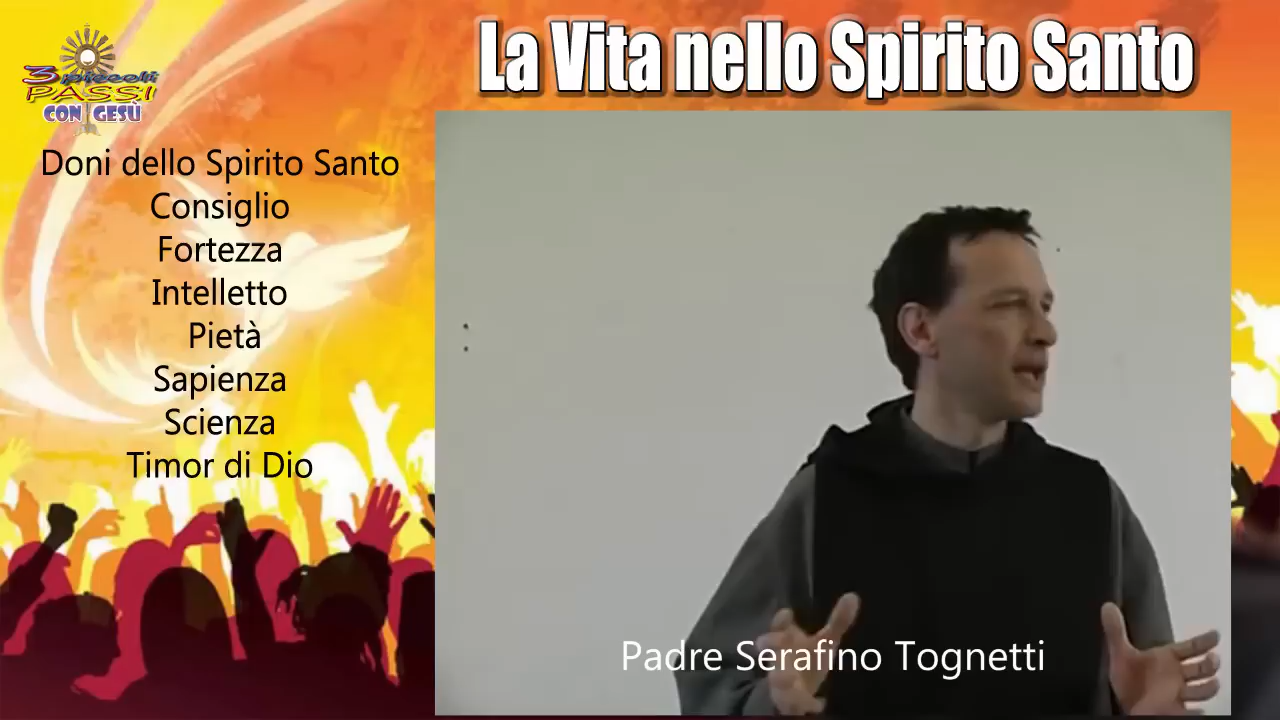 3 piccoli
PASSI
CON GESÙ
La Vita nello Spirito Santo
Doni dello Spirito Santo
Consiglio
Fortezza
Intelletto
Pietà
Sapienza
Scienza
Timor di Dio
Padre Serafino Tognetti